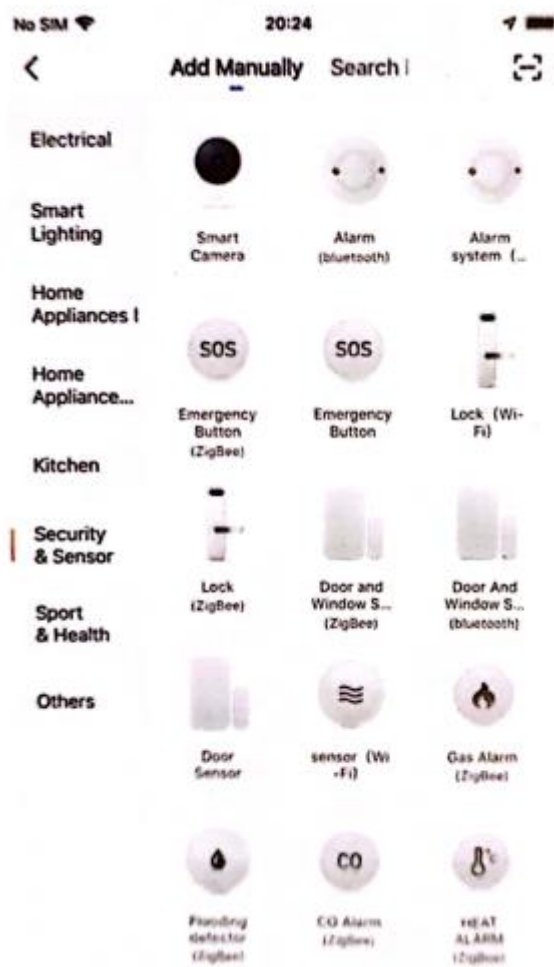 No SIM
20:24
Add Manually
Search
Electrical
Smart
Lighting
Home
Appliances
Home
Appliance...
Kitchen
Security
& Sensor
Sport
& Health
Others
Smart
Camera
Alarm
(bluetooth)
Alarm
system (...
SOS
Emergency
Button
(ZigBee)
SOS
Emergency
Button
Lock (Wi-
Fi)
Lock
(ZigBee)
Door and
Window S...
(ZigBee)
Door And
Window S...
(bluetooth)
Door
Sensor
sensor (Wi
-Fi)
Gas Alarm
(ZigBee)
Flooding
detector
(ZigBee)
CO
CO Alarm
(ZigBee)
°C
HEAT
ALARM
(ZigBee)